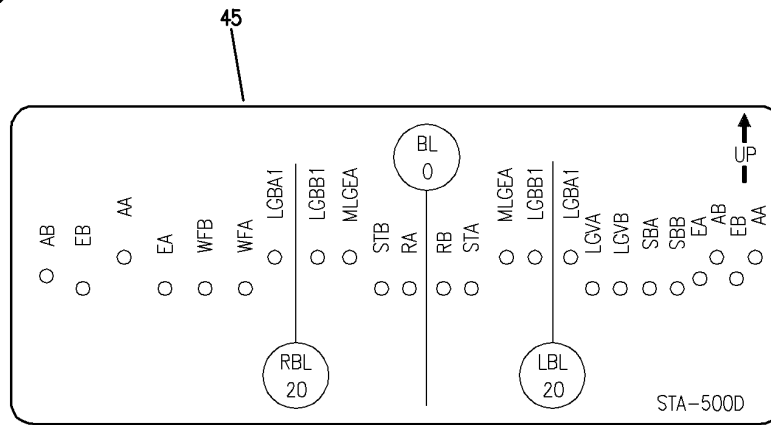 45
BL
0
UP
AB
EB
AA
EA
WFB
WFA
LGBA1
LGBB1
MLGEA
STB
RA
RB
STA
MLGEA
LGBB1
LGBA1
LGVA
LGVB
SBA
SBB
EA
AB
EB
AA
RBL
20
LBL
20
STA-500D